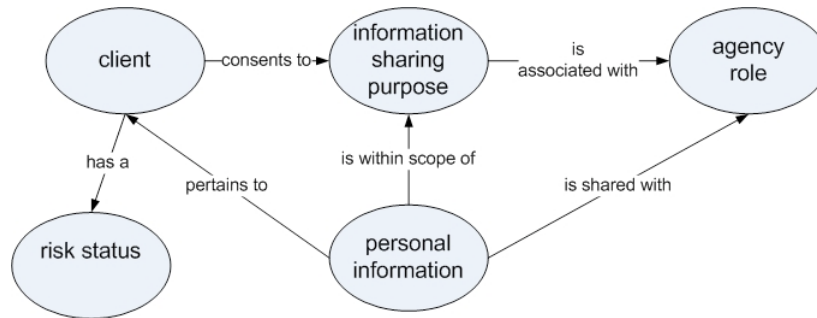 client
consents to
information
sharing
purpose
is
associated with
agency
role
has a
pertains to
is within scope of
is shared with
risk status
personal
information